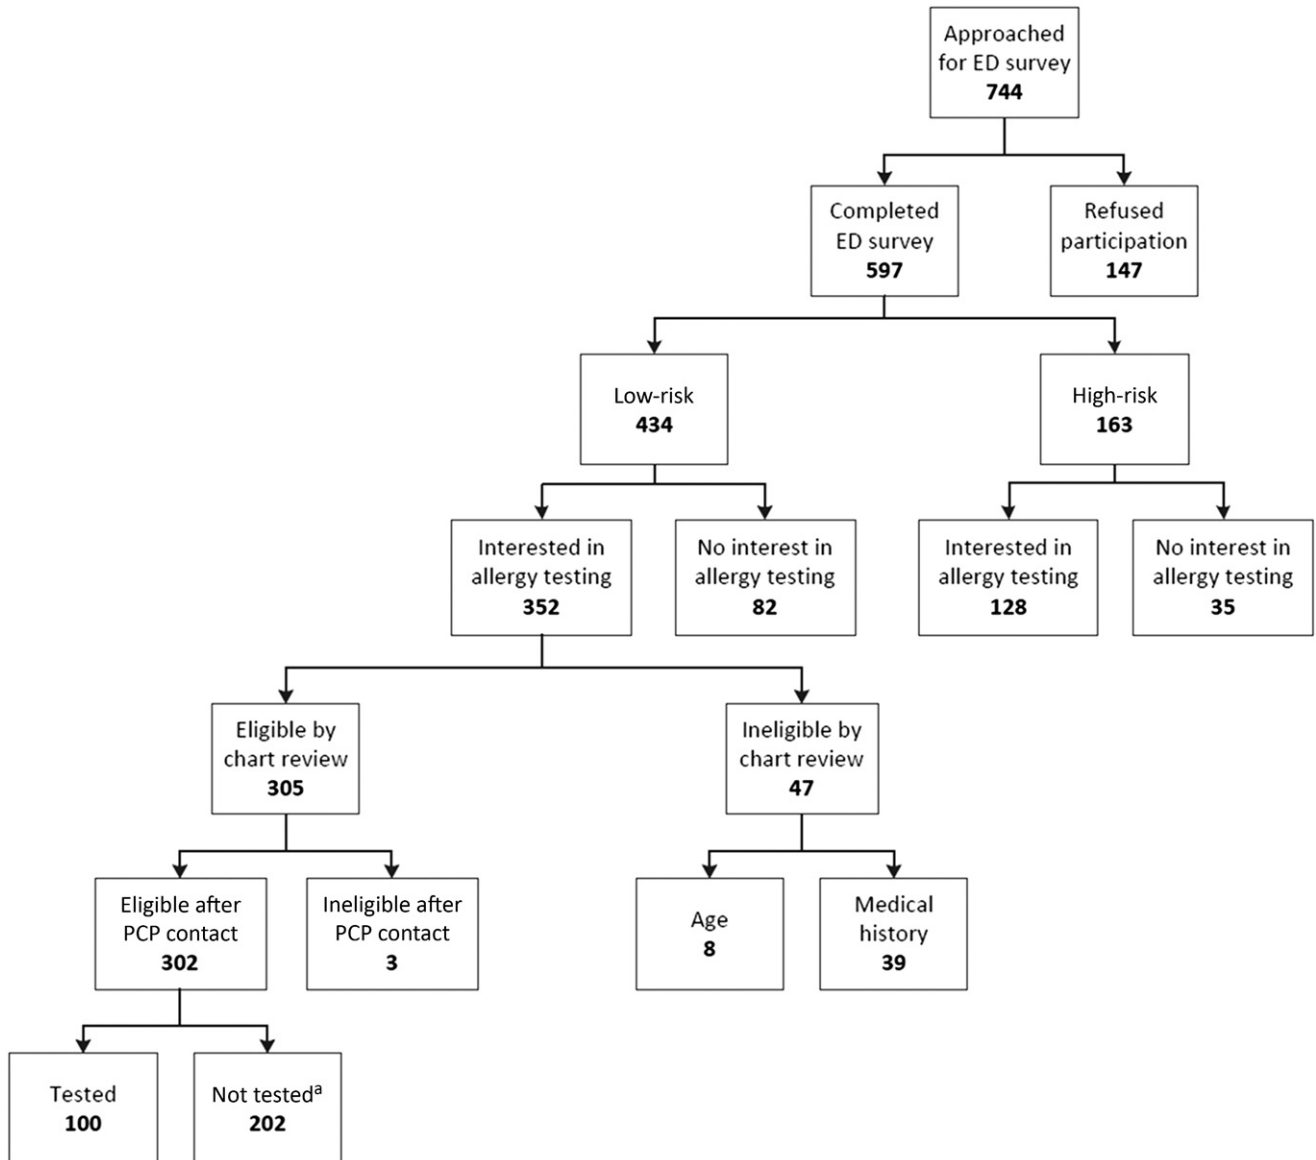 Approached
for ED survey
744
Completed
ED survey
597
Refused
participation
147
Low-risk
434
High-risk
163
Interested in
allergy testing
352
No interest in
allergy testing
82
Interested in
allergy testing
128
No interest in
allergy testing
35
Eligible by
chart review
305
Ineligible by
chart review
47
Eligible after
PCP contact
302
Ineligible after
PCP contact
3
Age
8
Medical
history
39
Tested
100
Not testedᵃ
202